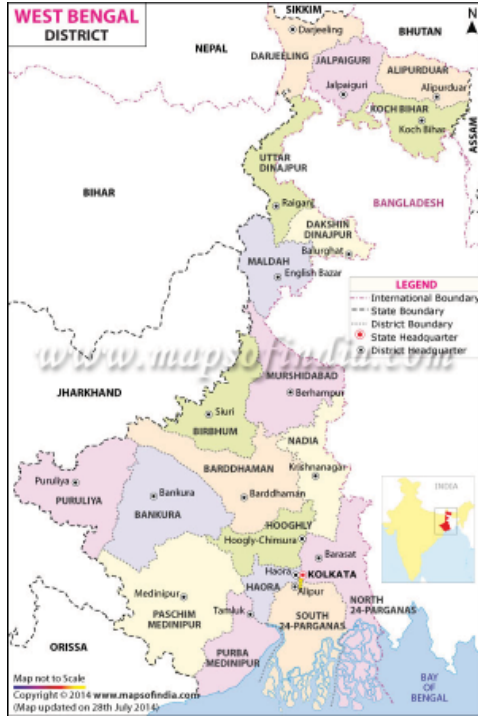 WEST BENGAL
DISTRICT
SIKKIM
N
Darjeeling
NEPAL
BHUTAN
DARJEELING
JALPAIGURI
ALIPURDUAR
Jalpaiguri
Alipurduar
KOCH BIHAR
Koch Bihar
ASSAM
UTTAR
DINAJPUR
BIHAR
Raiganj
BANGLADESH
DAKSHIN
DINAJPUR
Balurghat
MALDAH
English Bazar
LEGEND
International Boundary
State Boundary
District Boundary
State Headquarter
District Headquarter
www.mapsofindia.com
MURSHIDABAD
JHARKHAND
Berhampur
Siuri
BIRBHUM
NADIA
BARDDHAMAN
Krishnanagar
Puruliya
PURULIYA
Bankura
BANKURA
Barddhaman
INDIA
HOOGHLY
Hoogly-Chinsura
Barasat
Haora
KOLKATA
Medinipur
HAORA
Alipur
PASCHIM
MEDINIPUR
Tamluk
SOUTH
24-PARGANAS
NORTH
24-PARGANAS
ORISSA
PURBA
MEDINIPUR
BAY
OF
BENGAL
Map not to Scale
Copyright © 2014 www.mapsofindia.com
(Map updated on 28th July 2014)